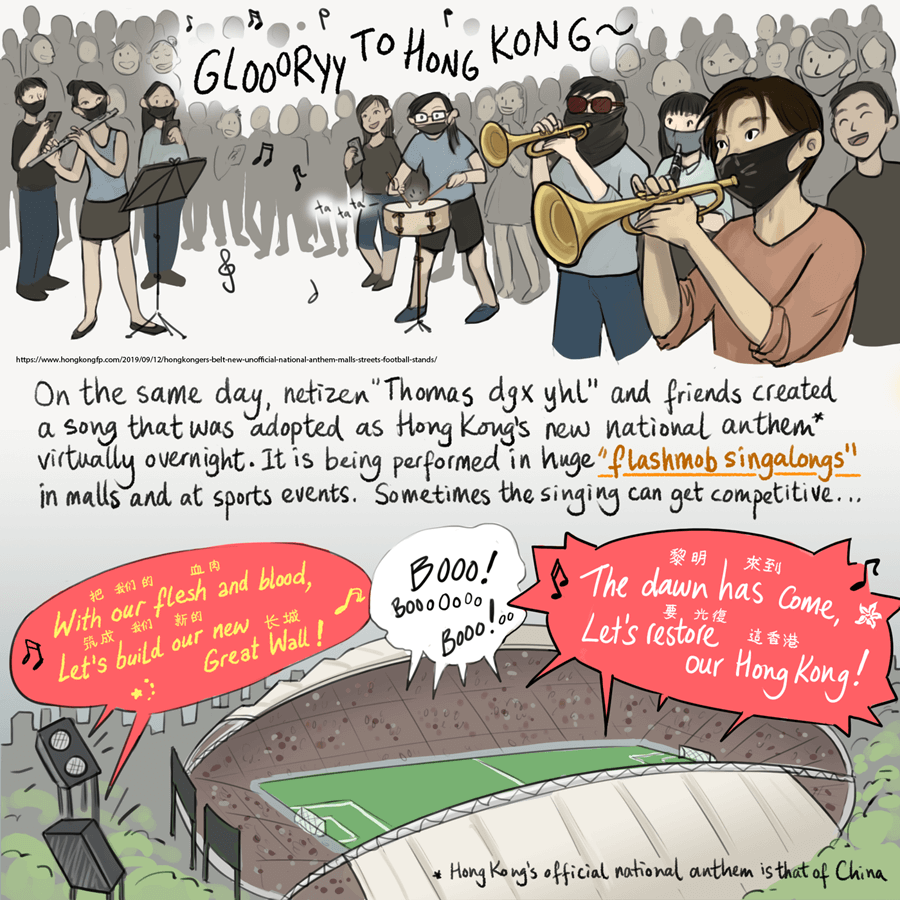 GLOOORYY TO HONG KONG~
ta ta ta ta —
https://www.hongkongfp.com/2019/09/12/hongkongers-belt-new-unofficial-national-anthem-malls-streets-football-stands/
On the same day, netizen "Thomas dgx yhl" and friends created
a song that was adopted as Hong Kong's new national anthem*
virtually overnight. It is being performed in huge "flashmob singalongs"
in malls and at sports events. Sometimes the singing can get competitive...
把 我们的 血肉
With our flesh and blood,
筑成 我们 新的 长城
Let's build our new
Great Wall!
Booo!
Boooooooo
Booo!oo
黎明 來到
The dawn has come,
要 光復 這香港
Let's restore
our Hong Kong!
* Hong Kong's official national anthem is that of China